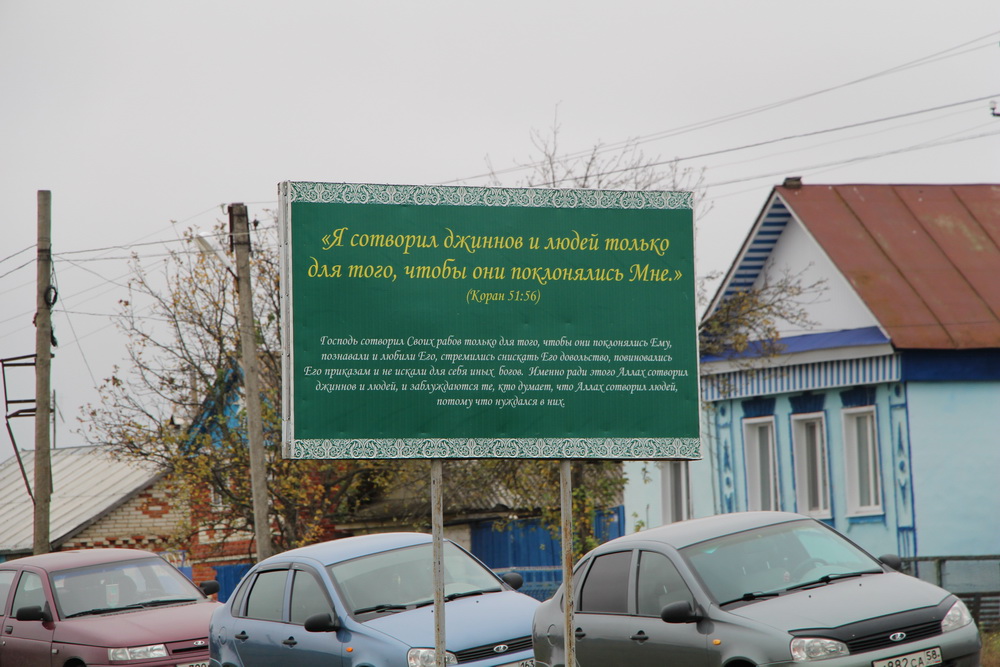 «Я сотворил джиннов и людей только
для того, чтобы они поклонялись Мне.»
(Коран 51:56)
Господь сотворил Своих рабов только для того, чтобы они поклонялись Ему,
познавали и любили Его, стремились снискать Его довольство, повиновались
Его приказам и не искали для себя иных богов. Именно ради этого Аллах сотворил
джиннов и людей, и заблуждаются те, кто думает, что Аллах сотворил людей,
потому что нуждался в них.